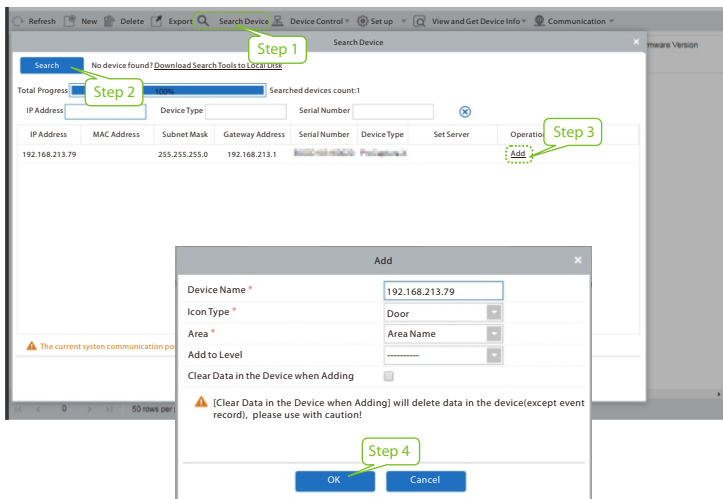 Refresh New Delete Export Search Device Device Control Set up View and Get Device Info Communication
Step 1
Search Device
mware Version
Search No device found? Download Search Tools to Local Disk
Step 2
Total Progress 100% Searched devices count:1
IP Address Device Type Serial Number
IP Address MAC Address Subnet Mask Gateway Address Serial Number Device Type Set Server Operation
Step 3
192.168.213.79 255.255.255.0 192.168.213.1 Add
Add
Device Name * 192.168.213.79
Icon Type * Door
Area * Area Name
The current systen communication po
Add to Level ----------
Clear Data in the Device when Adding
[Clear Data in the Device when Adding] will delete data in the device(except event
record), please use with caution!
0 50 rows per
Step 4
OK Cancel